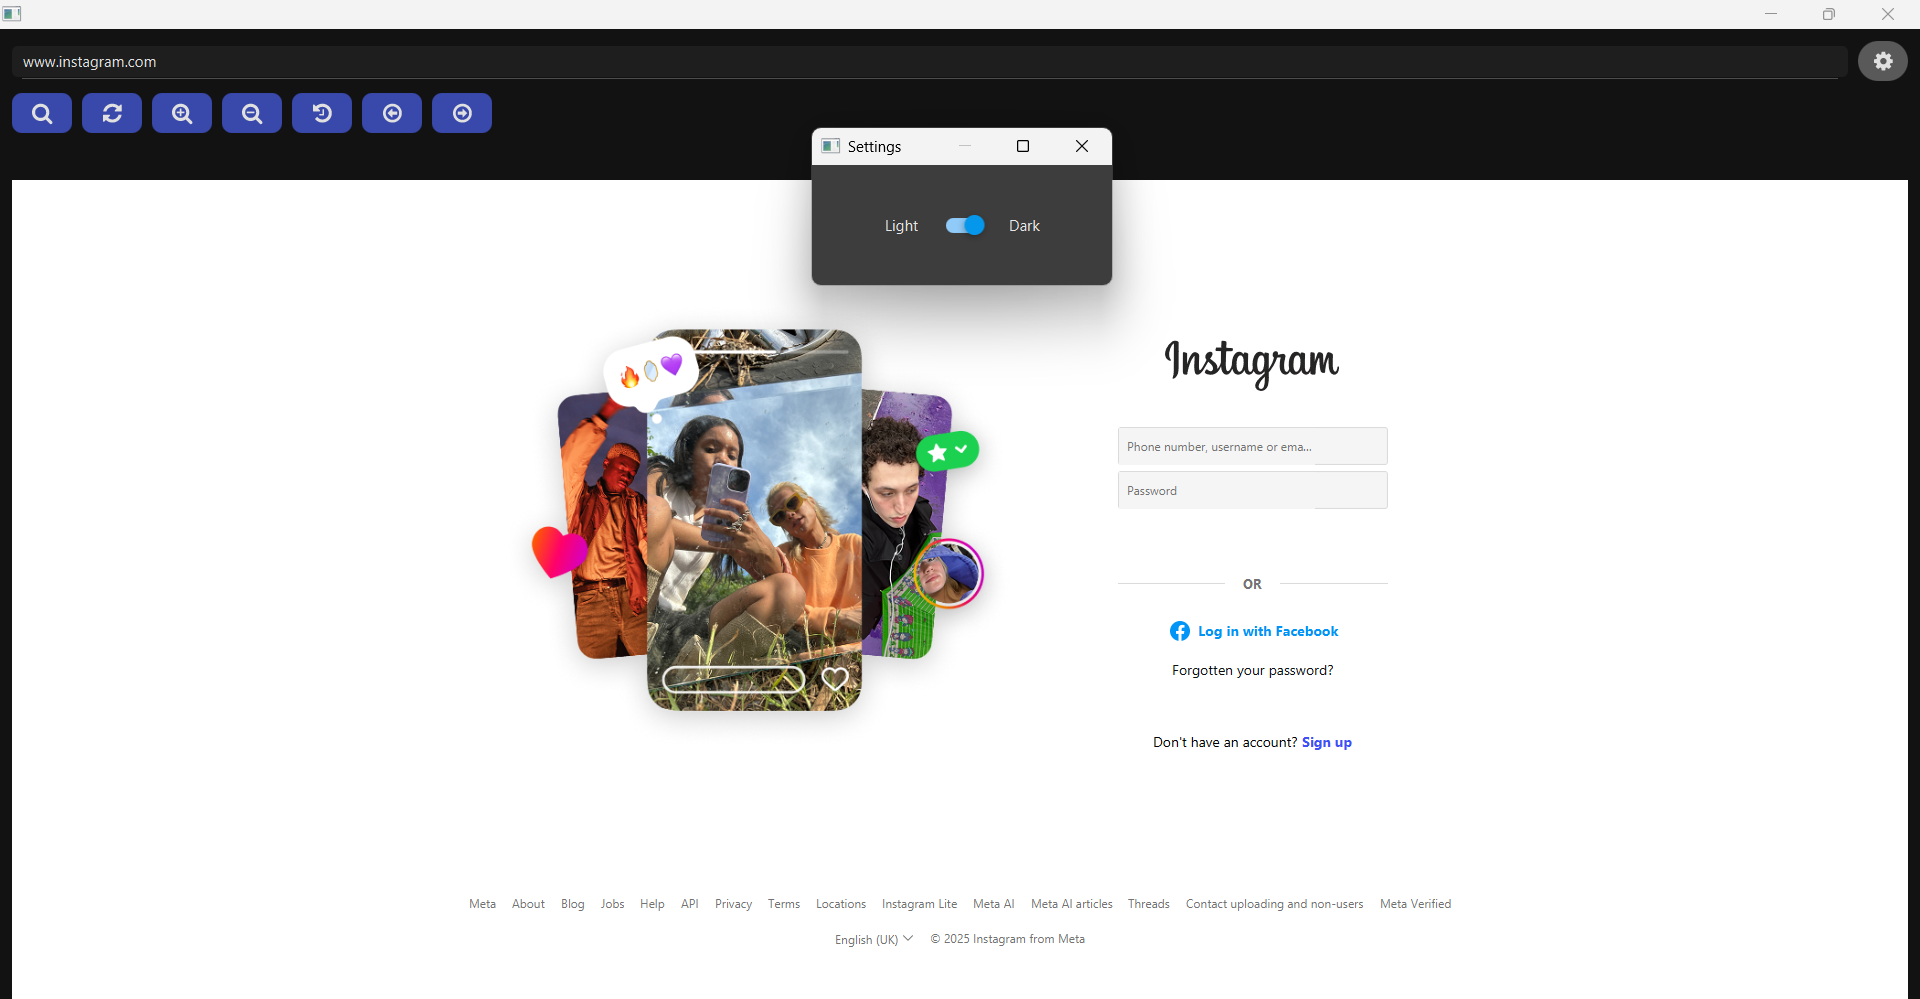 www.instagram.com
Settings
Light Dark
Instagram
Phone number, username or ema...
Password
OR
Log in with Facebook
Forgotten your password?
Don't have an account? Sign up
Meta About Blog Jobs Help API Privacy Terms Locations Instagram Lite Meta AI Meta AI articles Threads Contact uploading and non-users Meta Verified
English (UK) © 2025 Instagram from Meta